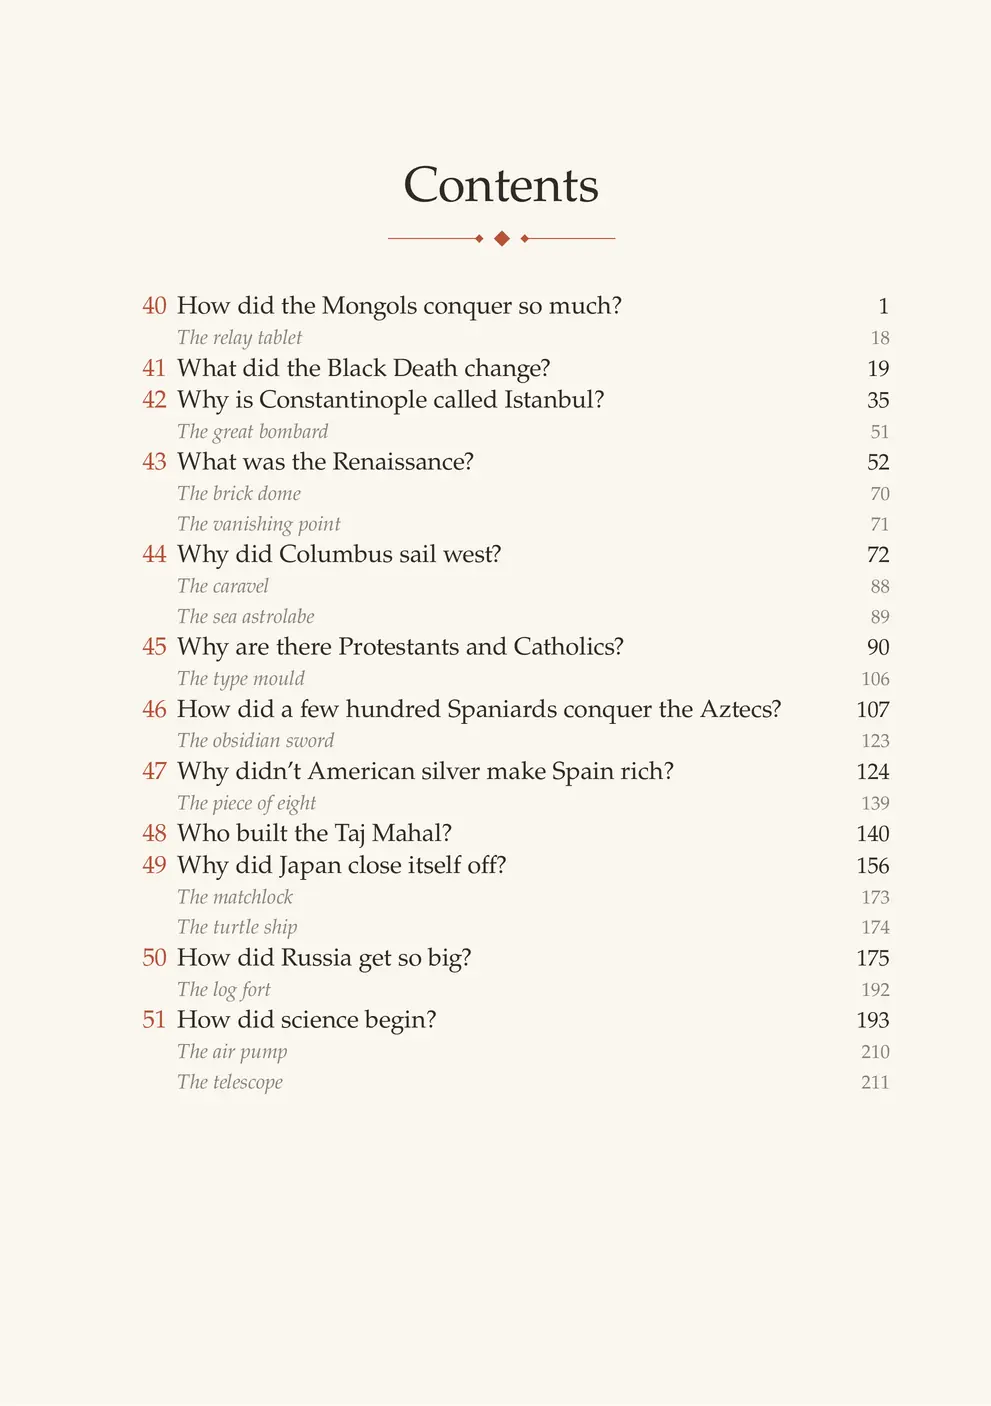 Contents
40 How did the Mongols conquer so much? 1
The relay tablet 18
41 What did the Black Death change? 19
42 Why is Constantinople called Istanbul? 35
The great bombard 51
43 What was the Renaissance? 52
The brick dome 70
The vanishing point 71
44 Why did Columbus sail west? 72
The caravel 88
The sea astrolabe 89
45 Why are there Protestants and Catholics? 90
The type mould 106
46 How did a few hundred Spaniards conquer the Aztecs? 107
The obsidian sword 123
47 Why didn’t American silver make Spain rich? 124
The piece of eight 139
48 Who built the Taj Mahal? 140
49 Why did Japan close itself off? 156
The matchlock 173
The turtle ship 174
50 How did Russia get so big? 175
The log fort 192
51 How did science begin? 193
The air pump 210
The telescope 211